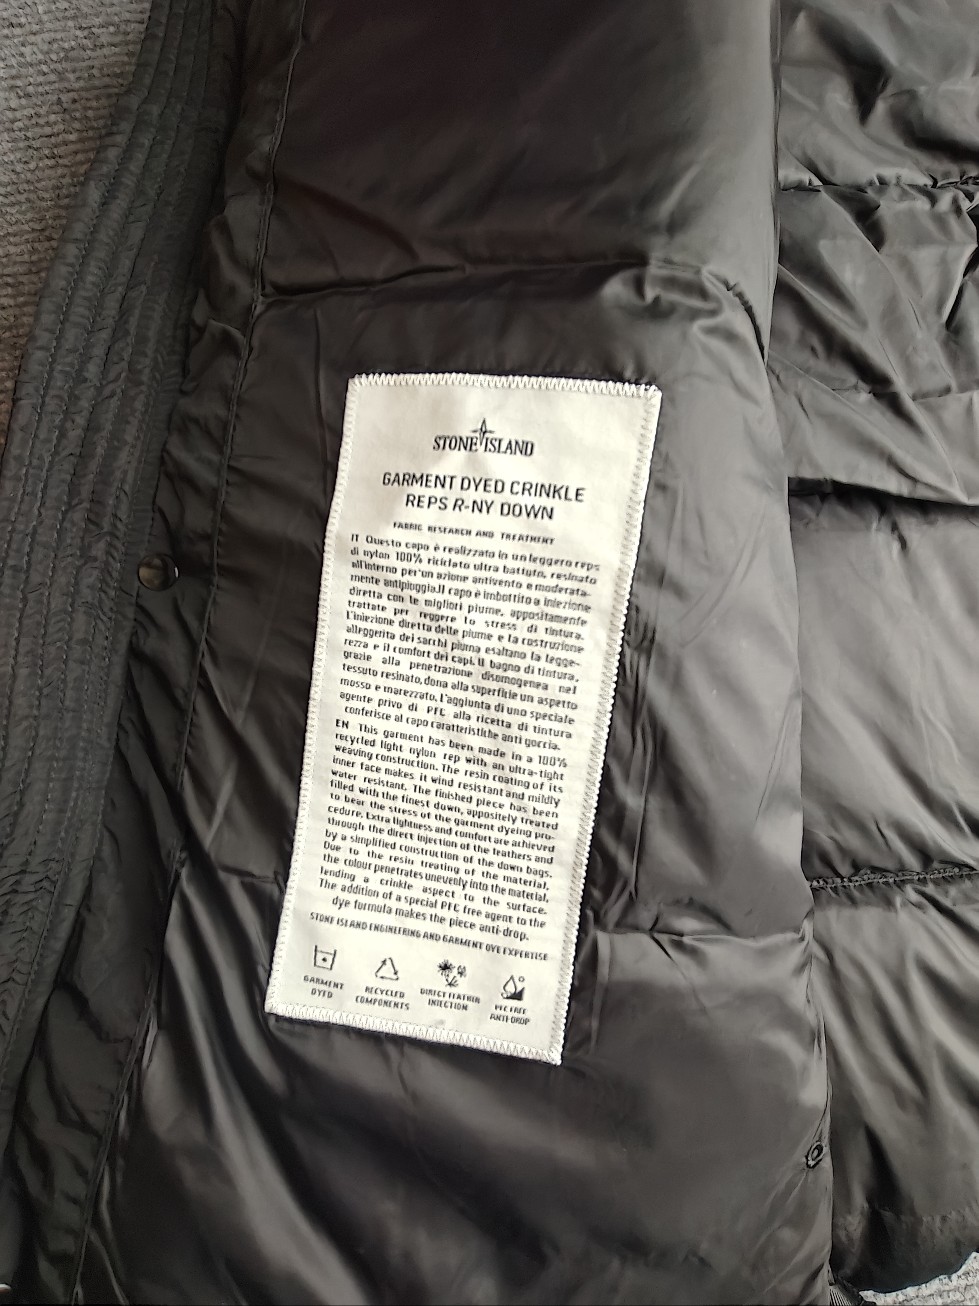 STONE ISLAND
GARMENT DYED CRINKLE
REPS R-NY DOWN
FABRIC RESEARCH AND TREATMENT
IT Questo capo è realizzato in un leggero reps
di nylon 100% riciclato ultra battuto, resinato
all'interno per un'azione antivento e moderata-
mente antipioggia.Il capo è imbottito a iniezione
diretta con le migliori piume, appositamente
trattate per reggere lo stress di tintura.
L'iniezione diretta delle piume e la costruzione
alleggerita dei sacchi piuma esaltano la legge-
rezza e il comfort dei capi. Il bagno di tintura,
grazie alla penetrazione disomogenea nel
tessuto resinato, dona alla superficie un aspetto
mosso e marezzato. L'aggiunta di uno speciale
agente privo di PFC alla ricetta di tintura
conferisce al capo caratteristiche anti goccia.
EN This garment has been made in a 100%
recycled light nylon rep with an ultra-tight
weaving construction. The resin coating of its
inner face makes it wind resistant and mildly
water resistant. The finished piece has been
filled with the finest down, appositely treated
to bear the stress of the garment dyeing pro-
cedure. Extra lightness and comfort are achieved
through the direct injection of the feathers and
by a simplified construction of the down bags.
Due to the resin treating of the material,
the colour penetrates unevenly into the material,
lending a crinkle aspect to the surface.
The addition of a special PFC free agent to the
dye formula makes the piece anti-drop.
STONE ISLAND ENGINEERING AND GARMENT DYE EXPERTISE
GARMENT
DYED
RECYCLED
COMPONENTS
DIRECT FEATHER
INJECTION
PFC FREE
ANTI-DROP